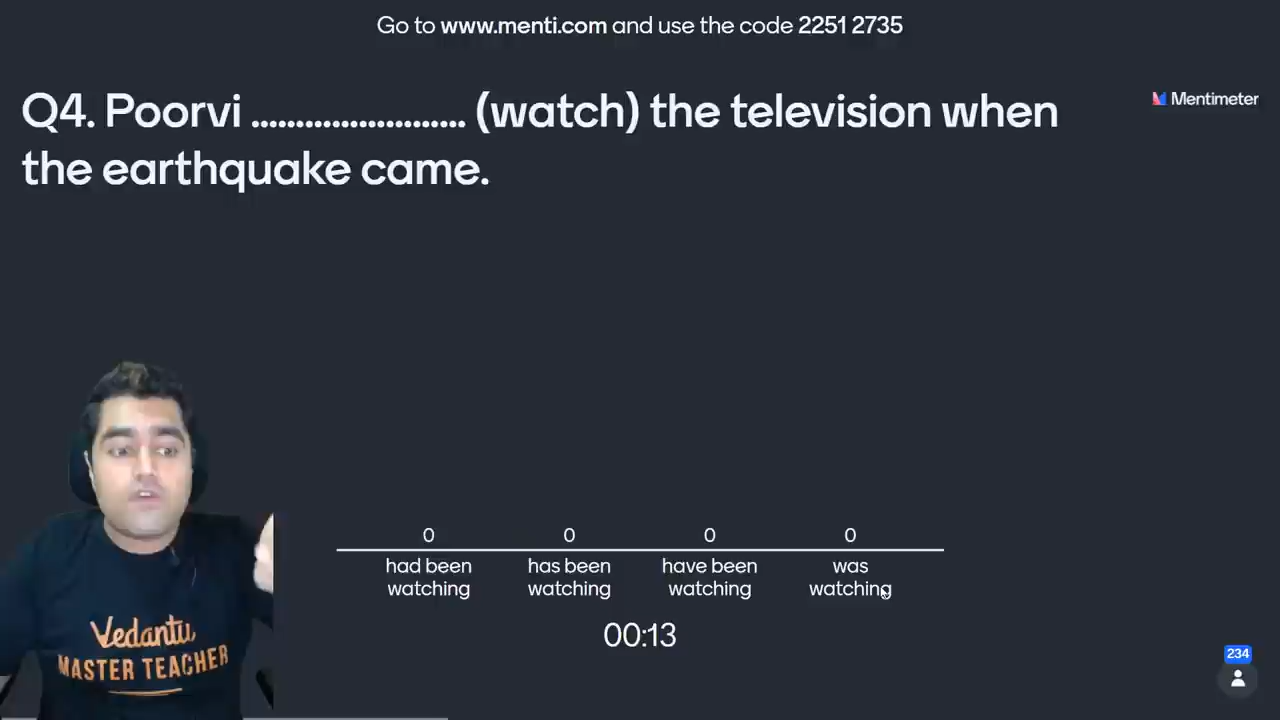 Go to www.menti.com and use the code 2251 2735
Q4. Poorvi ........................ (watch) the television when
the earthquake came.
Mentimeter
0 0 0 0
had been has been have been was
watching watching watching watching
00:13
Vedantu
MASTER TEACHER
234